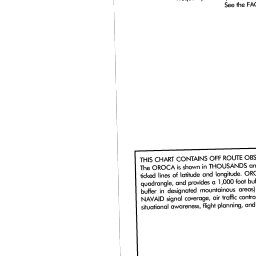 See the FAC
THIS CHART CONTAINS OFF ROUTE OBS
The OROCA is shown in THOUSANDS an
ticked lines of latitude and longitude. ORC
quadrangle, and provides a 1,000 foot buf
buffer in designated mountainous areas)
NAVAID signal coverage, air traffic contro
situational awareness, flight planning, and